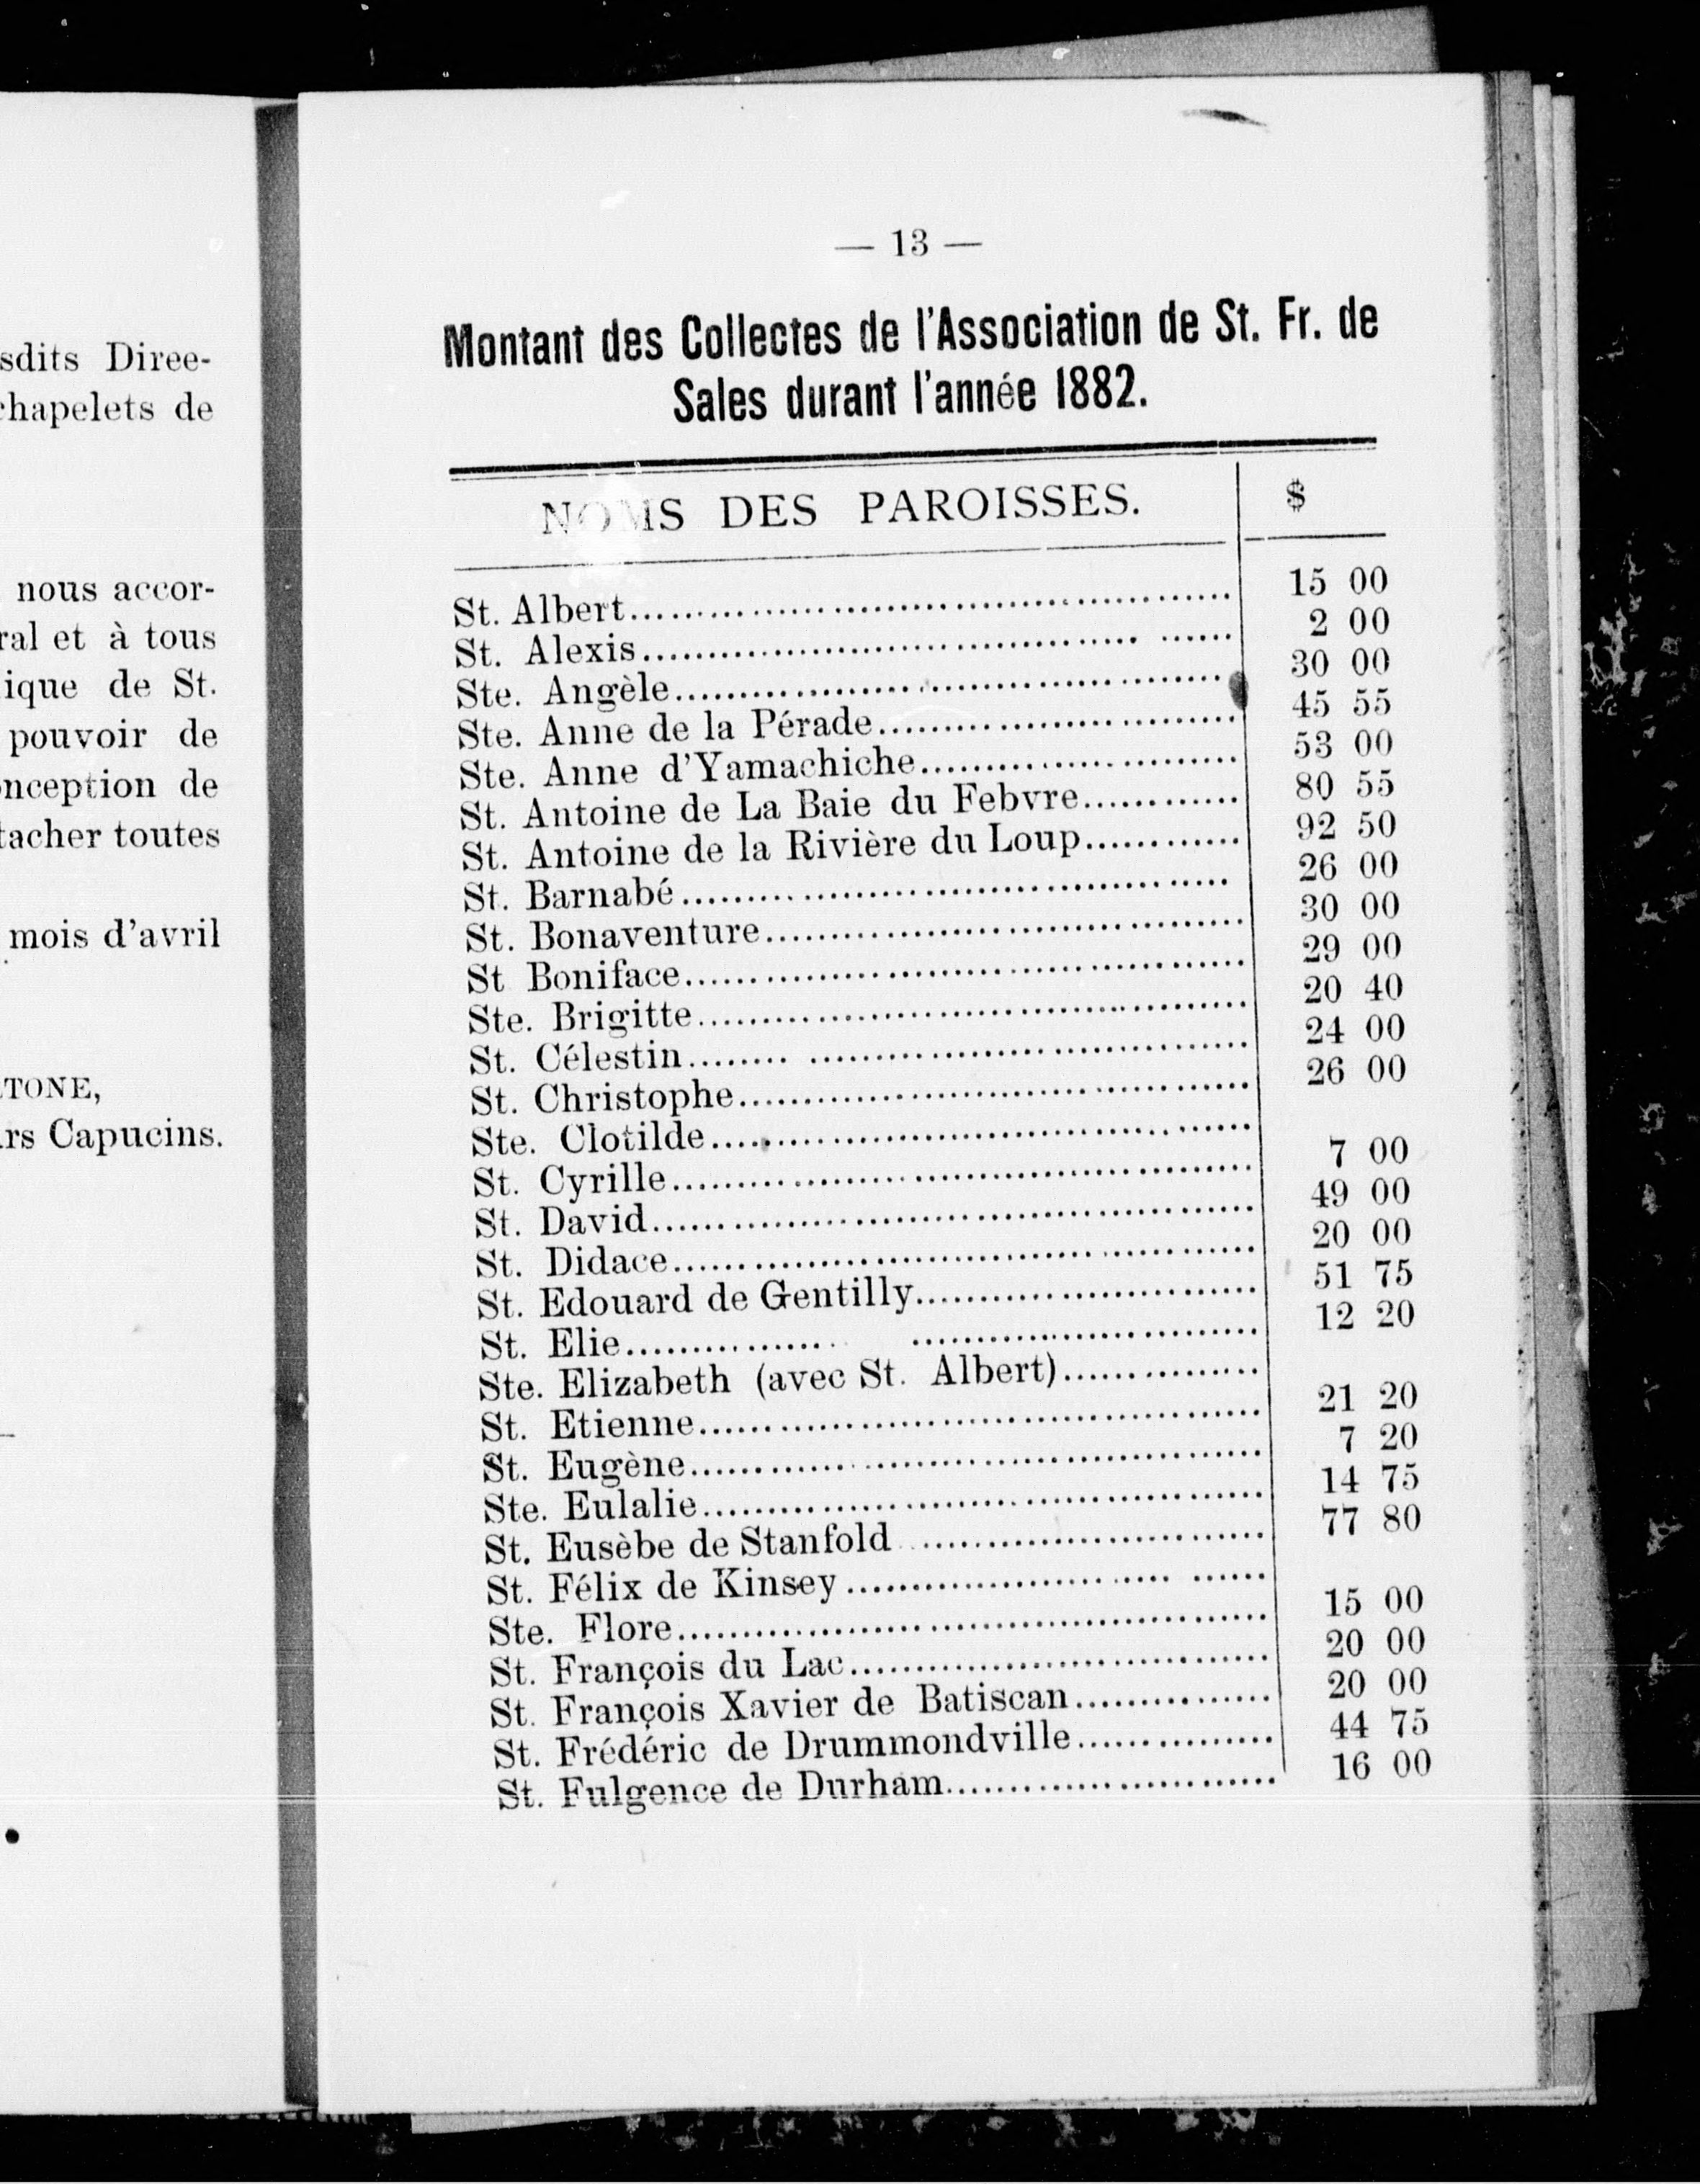 sdits Direc-
chapelets de
nous accor-
ral et à tous
ique de St.
pouvoir de
onception de
tacher toutes
mois d'avril
TONE,
rs Capucins.
— 13 —
Montant des Collectes de l'Association de St. Fr. de
Sales durant l'année 1882.
NOMS DES PAROISSES. $
St. Albert.......... 15 00
St. Alexis.......... 2 00
Ste. Angèle.......... 30 00
Ste. Anne de la Pérade.......... 45 55
Ste. Anne d'Yamachiche.......... 53 00
St. Antoine de La Baie du Febvre.......... 80 55
St. Antoine de la Rivière du Loup.......... 92 50
St. Barnabé.......... 26 00
St. Bonaventure.......... 30 00
St Boniface.......... 29 00
Ste. Brigitte.......... 20 40
St. Célestin.......... 24 00
St. Christophe.......... 26 00
Ste. Clotilde..........
St. Cyrille.......... 7 00
St. David.......... 49 00
St. Didace.......... 20 00
St. Edouard de Gentilly.......... 51 75
St. Elie.......... 12 20
Ste. Elizabeth (avec St. Albert)..........
St. Etienne.......... 21 20
St. Eugène.......... 7 20
Ste. Eulalie.......... 14 75
St. Eusèbe de Stanfold.......... 77 80
St. Félix de Kinsey..........
Ste. Flore.......... 15 00
St. François du Lac.......... 20 00
St. François Xavier de Batiscan.......... 20 00
St. Frédéric de Drummondville.......... 44 75
St. Fulgence de Durham.......... 16 00